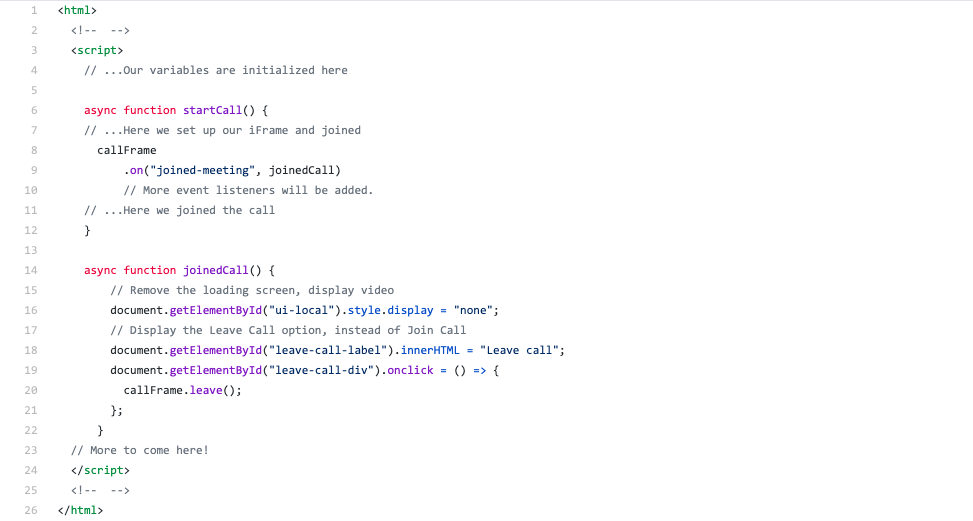 1 <html>
2   <!--  -->
3   <script>
4     // ...Our variables are initialized here
5
6     async function startCall() {
7     // ...Here we set up our iFrame and joined
8       callFrame
9           .on("joined-meeting", joinedCall)
10           // More event listeners will be added.
11     // ...Here we joined the call
12     }
13
14     async function joinedCall() {
15         // Remove the loading screen, display video
16         document.getElementById("ui-local").style.display = "none";
17         // Display the Leave Call option, instead of Join Call
18         document.getElementById("leave-call-label").innerHTML = "Leave call";
19         document.getElementById("leave-call-div").onclick = () => {
20           callFrame.leave();
21         };
22       }
23   // More to come here!
24   </script>
25   <!--  -->
26 </html>